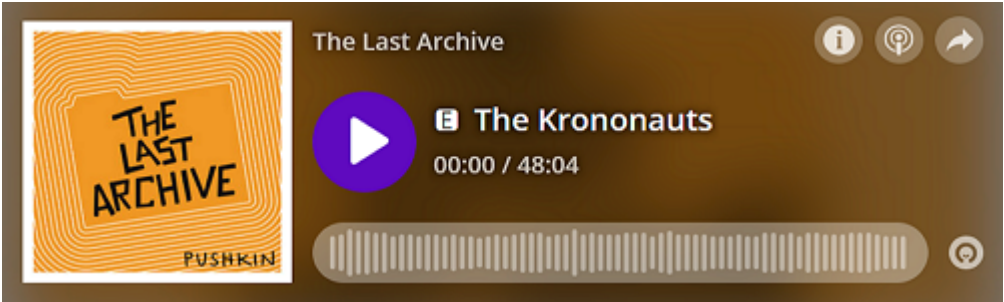 THE
LAST
ARCHIVE
PUSHKIN
The Last Archive
E The Krononauts
00:00 / 48:04